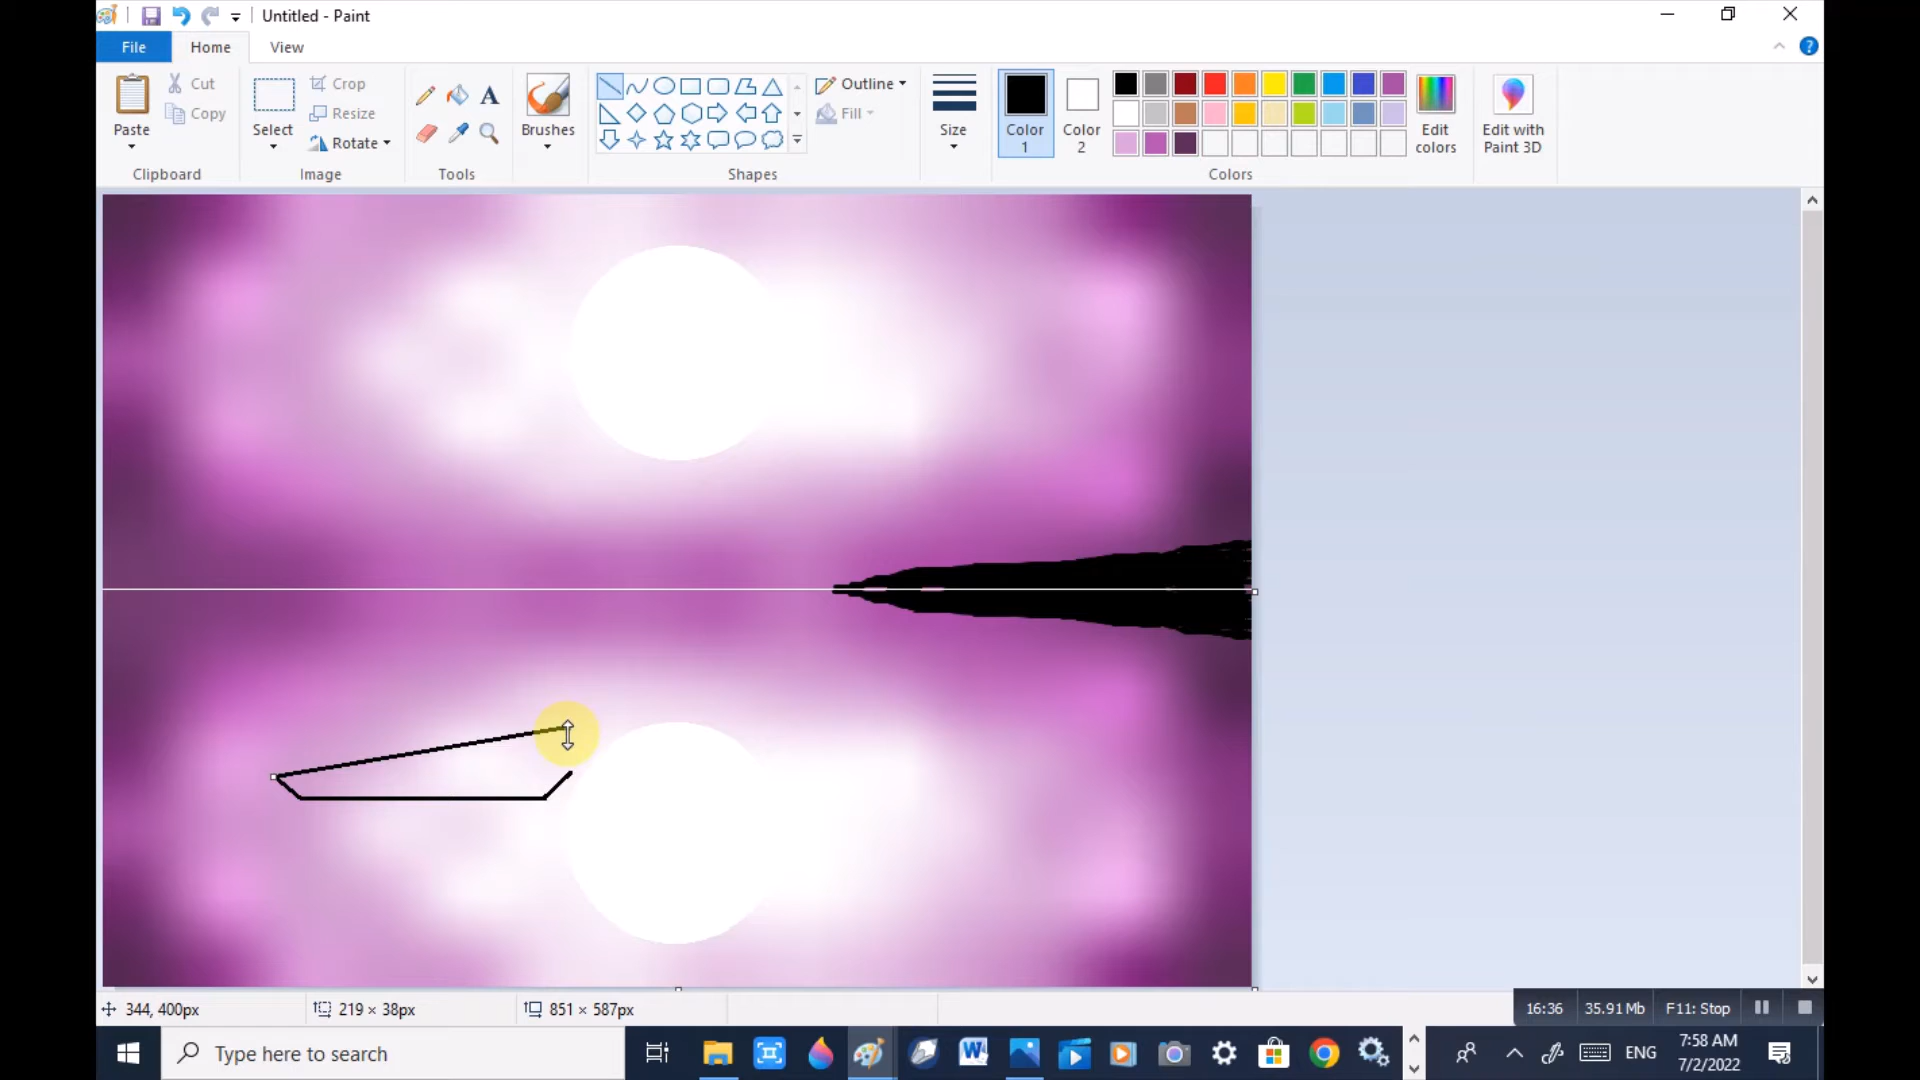 Untitled - Paint
File Home View
Cut
Copy
Paste
Clipboard
Select
Crop
Resize
Rotate
Image
A
Tools
Brushes
Outline
Fill
Shapes
Size
Color 1
Color 2
Edit colors
Colors
Edit with Paint 3D
344, 400px 219 × 38px 851 × 587px
16:36 35.91 Mb F11: Stop
Type here to search
W
ENG
7:58 AM
7/2/2022